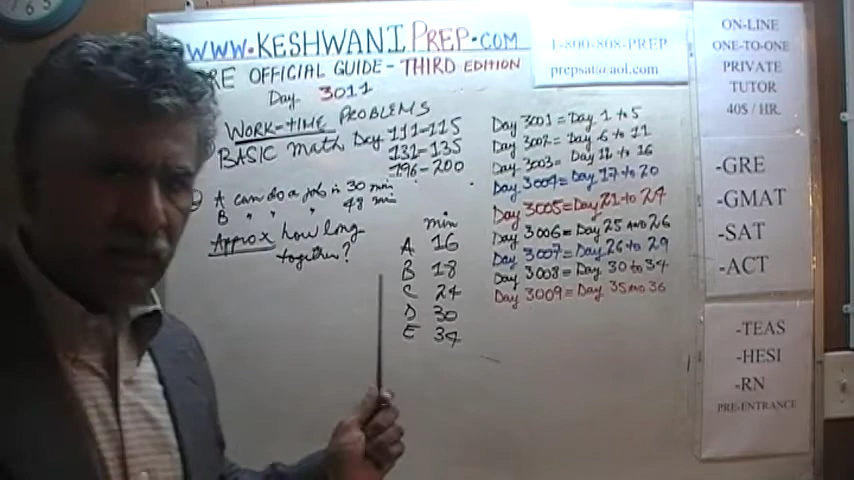 WWW.KESHWANIPREP.COM
GRE OFFICIAL GUIDE - THIRD EDITION
Day 3011
WORK-TIME PROBLEMS
BASIC Math Day 111-115
131-135
196-200
A can do a job in 30 min
B " " " 48 min
Approx how long
together?
min
A 16
B 18
C 24
D 30
E 34
Day 3001 = Day 1 to 5
Day 3002 = Day 6 to 11
Day 3003 = Day 12 to 16
Day 3004 = Day 17 to 20
Day 3005 = Day 21 to 24
Day 3006 = Day 25 AND 26
Day 3007 = Day 26 to 29
Day 3008 = Day 30 to 34
Day 3009 = Day 35 AND 36
1-800-808-PREP
prepsat@aol.com
ON-LINE
ONE-TO-ONE
PRIVATE
TUTOR
40$ / HR.
-GRE
-GMAT
-SAT
-ACT
-TEAS
-HESI
-RN
PRE-ENTRANCE